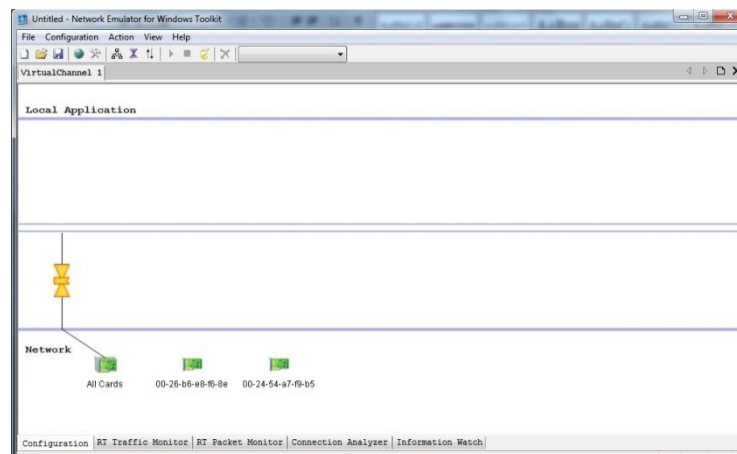 Untitled - Network Emulator for Windows Toolkit
File Configuration Action View Help
VirtualChannel 1
Local Application
Network
All Cards 00-26-b6-e8-f6-8e 00-24-54-a7-f9-b5
Configuration RT Traffic Monitor RT Packet Monitor Connection Analyzer Information Watch